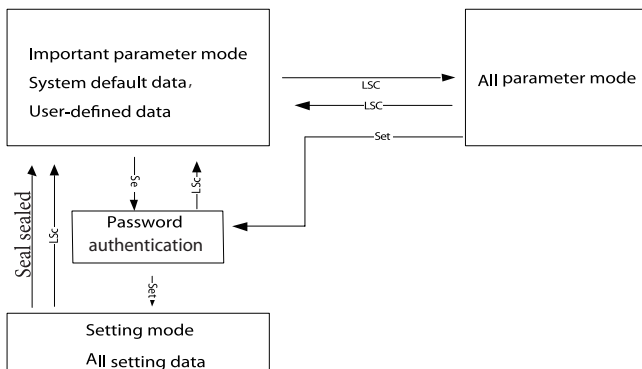 Important parameter mode
System default data,
User-defined data
All parameter mode
LSC
LSC
Set
Se
LSC
Seal sealed
LSc
Password
authentication
Set
Setting mode
All setting data